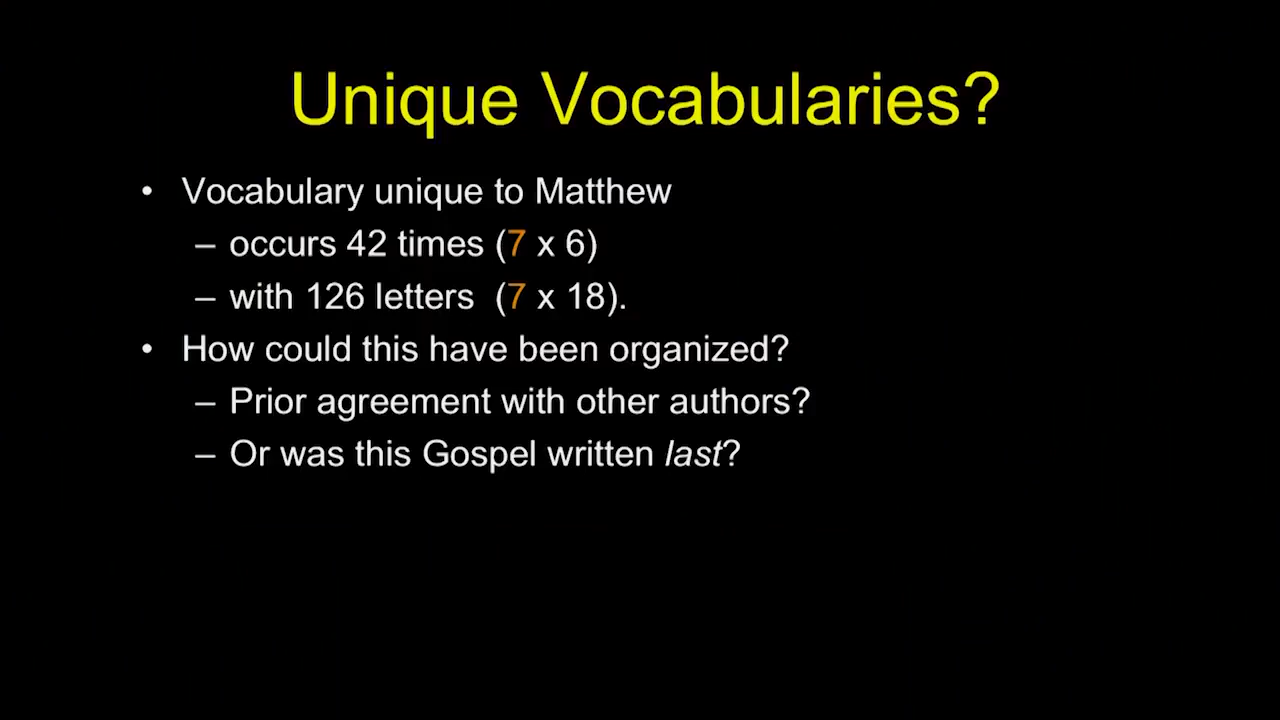 Unique Vocabularies?
• Vocabulary unique to Matthew
– occurs 42 times (7 x 6)
– with 126 letters (7 x 18).
• How could this have been organized?
– Prior agreement with other authors?
– Or was this Gospel written last?